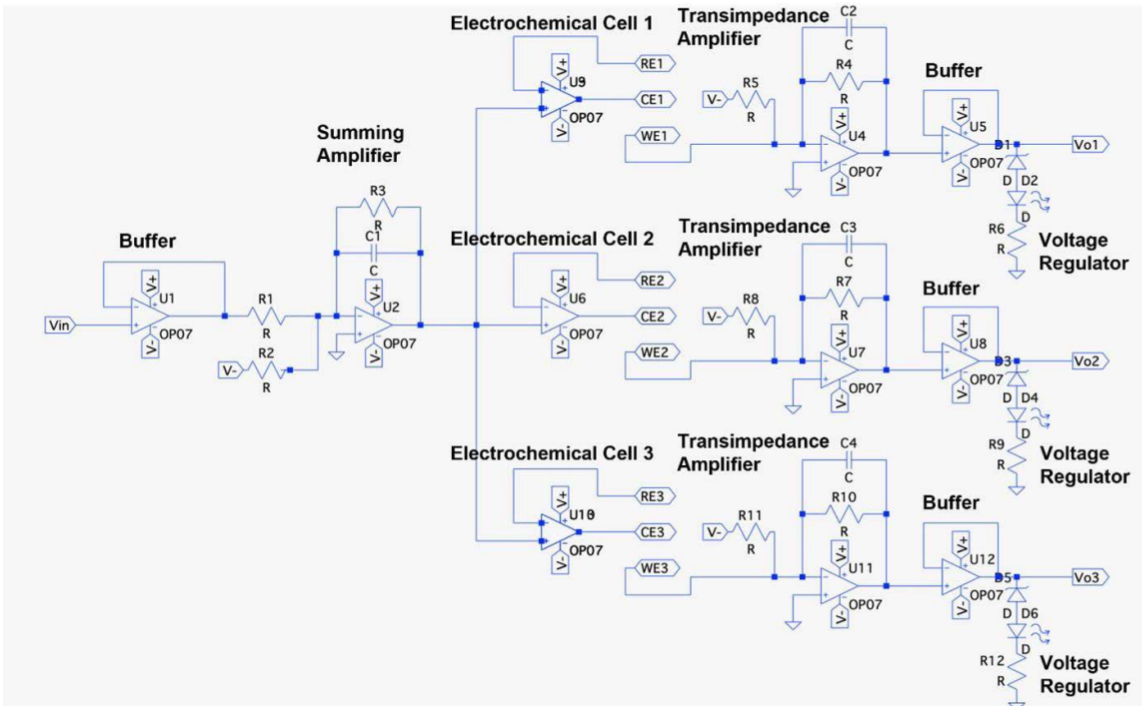 Electrochemical Cell 1
Transimpedance
Amplifier
C2
C
R4
R
R5
R
V-
RE1
CE1
WE1
V+
U9
OP07
V-
V+
U4
OP07
V-
Buffer
V+
U5
OP07
V-
D1
Vo1
D
D2
D
R6
R
Voltage
Regulator
Summing
Amplifier
R3
R
C1
C
V+
U2
OP07
V-
Buffer
V+
U1
OP07
V-
Vin
R1
R
R2
R
V-
Electrochemical Cell 2
Transimpedance
Amplifier
C3
C
R7
R
R8
R
V-
RE2
CE2
WE2
V+
U6
OP07
V-
V+
U7
OP07
V-
Buffer
V+
U8
OP07
V-
D3
Vo2
D
D4
D
R9
R
Voltage
Regulator
Electrochemical Cell 3
Transimpedance
Amplifier
C4
C
R10
R
R11
R
V-
RE3
CE3
WE3
V+
OP07
V-
V+
U11
OP07
V-
Buffer
V+
U12
OP07
V-
D5
Vo3
D
D6
D
R12
R
Voltage
Regulator